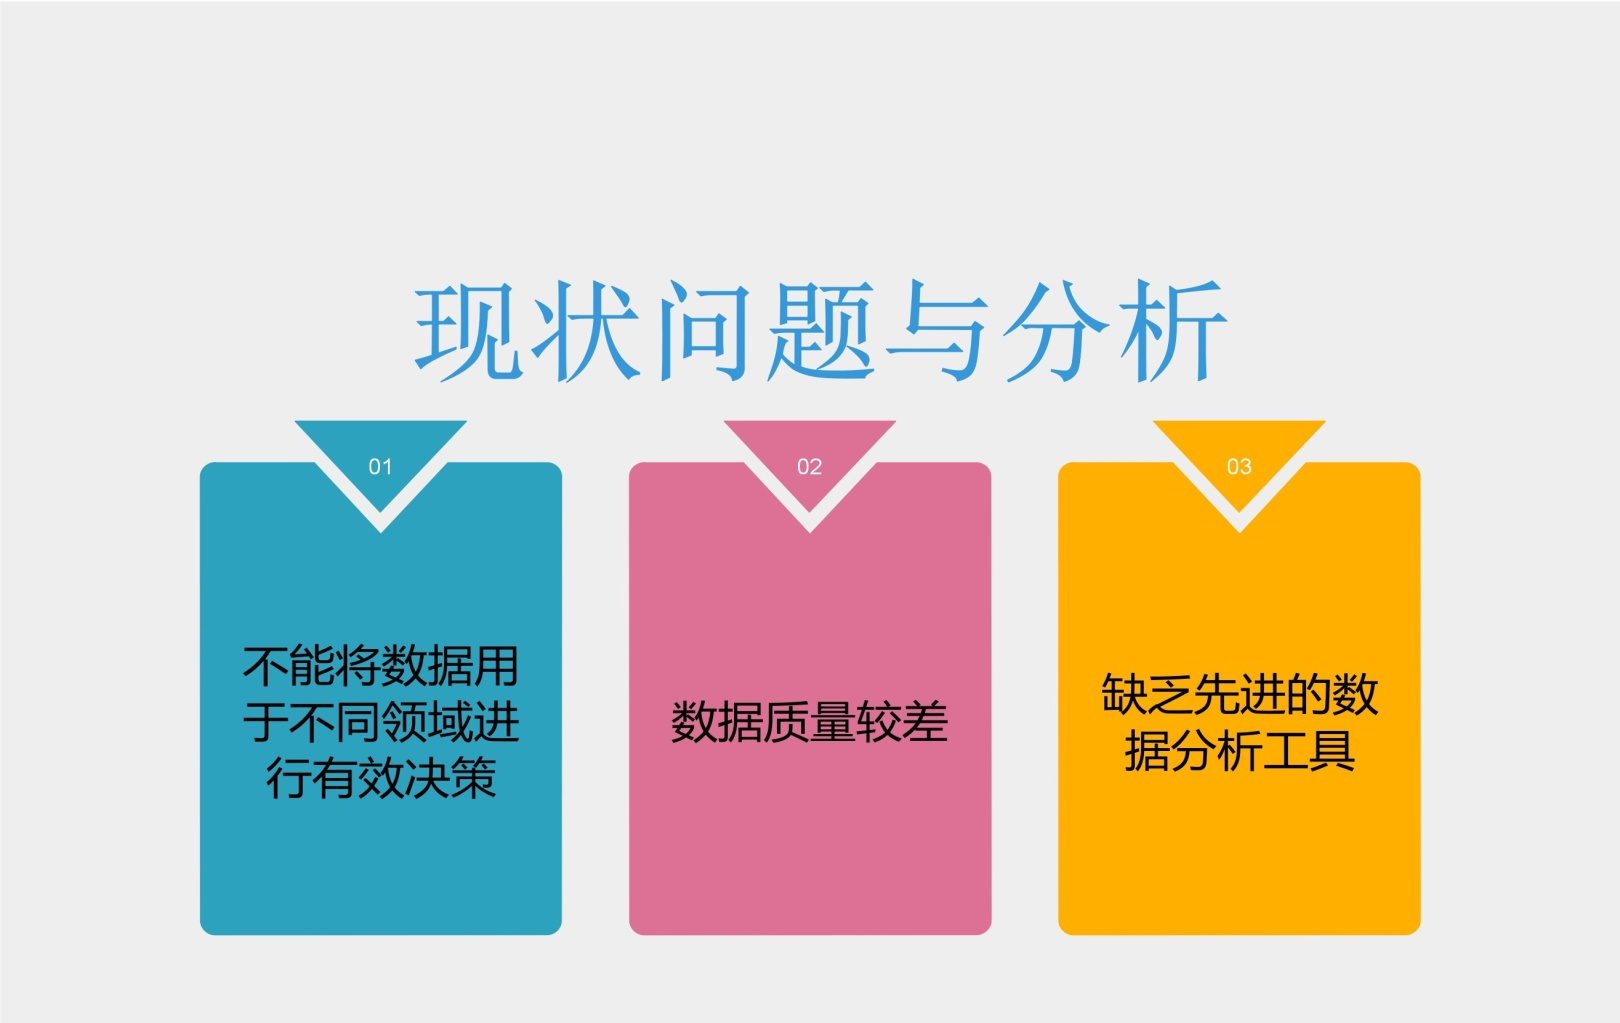 现状问题与分析
01
不能将数据用
于不同领域进
行有效决策
02
数据质量较差
03
缺乏先进的数
据分析工具